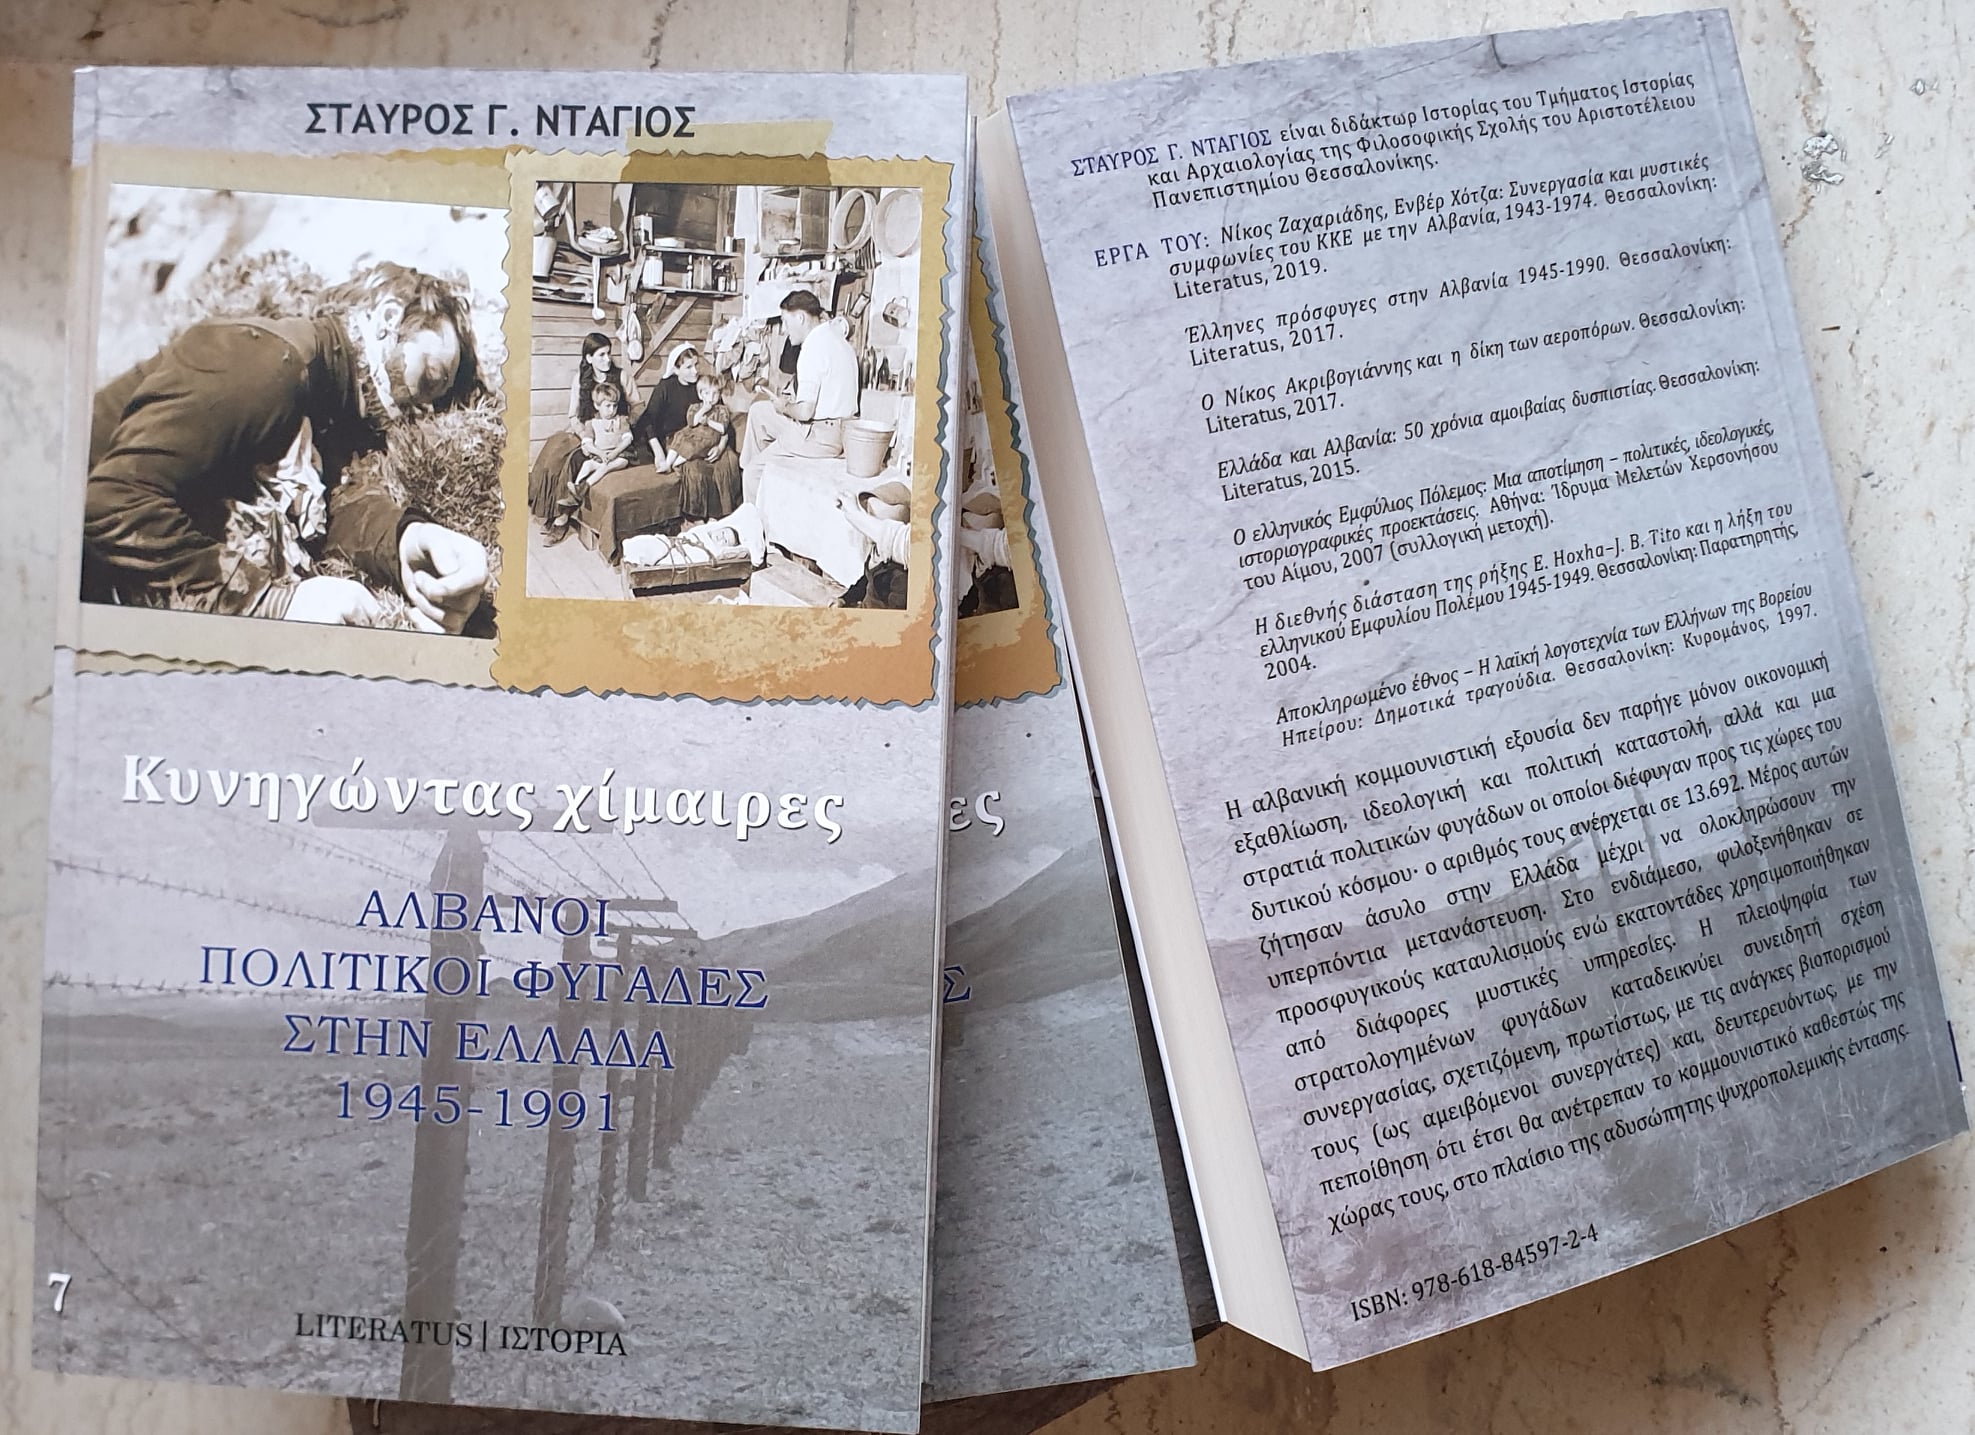 ΣΤΑΥΡΟΣ Γ. ΝΤΑΓΙΟΣ
Κυνηγώντας χίμαιρες
ΑΛΒΑΝΟΙ
ΠΟΛΙΤΙΚΟΙ ΦΥΓΑΔΕΣ
ΣΤΗΝ ΕΛΛΑΔΑ
1945-1991
7
LITERATUS | ΙΣΤΟΡΙΑ
ες
Σ
ΣΤΑΥΡΟΣ Γ. ΝΤΑΓΙΟΣ είναι διδάκτωρ Ιστορίας του Τμήματος Ιστορίας
και Αρχαιολογίας της Φιλοσοφικής Σχολής του Αριστοτέλειου
Πανεπιστημίου Θεσσαλονίκης.
ΕΡΓΑ ΤΟΥ: Νίκος Ζαχαριάδης, Ενβέρ Χότζα: Συνεργασία και μυστικές
συμφωνίες του ΚΚΕ με την Αλβανία, 1943-1974. Θεσσαλονίκη:
Literatus, 2019.
Έλληνες πρόσφυγες στην Αλβανία 1945-1990. Θεσσαλονίκη:
Literatus, 2017.
Ο Νίκος Ακριβογιάννης και η δίκη των αεροπόρων. Θεσσαλονίκη:
Literatus, 2017.
Ελλάδα και Αλβανία: 50 χρόνια αμοιβαίας δυσπιστίας. Θεσσαλονίκη:
Literatus, 2015.
Ο ελληνικός Εμφύλιος Πόλεμος: Μια αποτίμηση – πολιτικές, ιδεολογικές,
ιστοριογραφικές προεκτάσεις. Αθήνα: Ίδρυμα Μελετών Χερσονήσου
του Αίμου, 2007 (συλλογική μετοχή).
Η διεθνής διάσταση της ρήξης E. Hoxha–J. B. Tito και η λήξη του
ελληνικού Εμφυλίου Πολέμου 1945-1949. Θεσσαλονίκη: Παρατηρητής,
2004.
Αποκληρωμένο έθνος – Η λαϊκή λογοτεχνία των Ελλήνων της Βορείου
Ηπείρου: Δημοτικά τραγούδια. Θεσσαλονίκη: Κυρομάνος, 1997.
Η αλβανική κομμουνιστική εξουσία δεν παρήγε μόνον οικονομική
εξαθλίωση, ιδεολογική και πολιτική καταστολή, αλλά και μια
στρατιά πολιτικών φυγάδων οι οποίοι διέφυγαν προς τις χώρες του
δυτικού κόσμου· ο αριθμός τους ανέρχεται σε 13.692. Μέρος αυτών
ζήτησαν άσυλο στην Ελλάδα μέχρι να ολοκληρώσουν την
υπερπόντια μετανάστευση. Στο ενδιάμεσο, φιλοξενήθηκαν σε
προσφυγικούς καταυλισμούς ενώ εκατοντάδες χρησιμοποιήθηκαν
από διάφορες μυστικές υπηρεσίες. Η πλειοψηφία των
στρατολογημένων φυγάδων καταδεικνύει συνειδητή σχέση
συνεργασίας, σχετιζόμενη, πρωτίστως, με τις ανάγκες βιοπορισμού
τους (ως αμειβόμενοι συνεργάτες) και, δευτερευόντως, με την
πεποίθηση ότι έτσι θα ανέτρεπαν το κομμουνιστικό καθεστώς της
χώρας τους, στο πλαίσιο της αδυσώπητης ψυχροπολεμικής έντασης.
ISBN: 978-618-84597-2-4